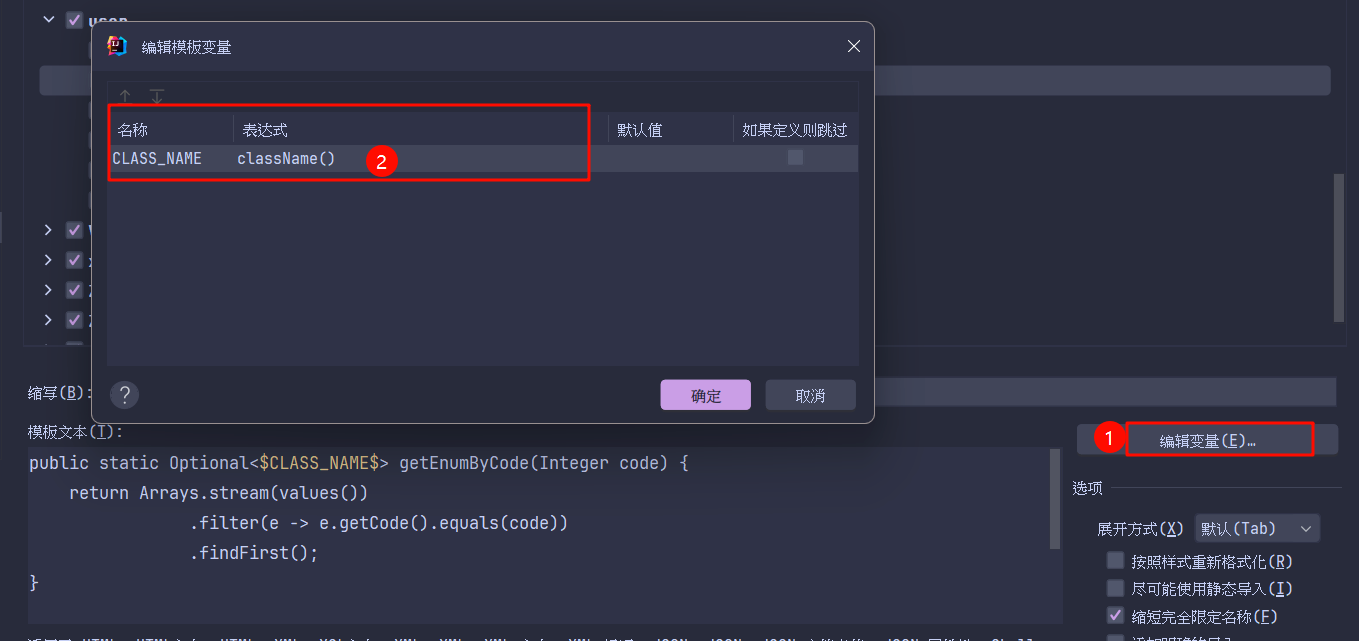 user
编辑模板变量
名称 表达式 默认值 如果定义则跳过
CLASS_NAME className() 2
确定 取消
缩写(B):
模板文本(T):
1 编辑变量(E)…
public static Optional<$CLASS_NAME$> getEnumByCode(Integer code) {
return Arrays.stream(values())
.filter(e -> e.getCode().equals(code))
.findFirst();
}
选项
展开方式(X) 默认(Tab)
按照样式重新格式化(R)
尽可能使用静态导入(I)
缩短完全限定名称(F)